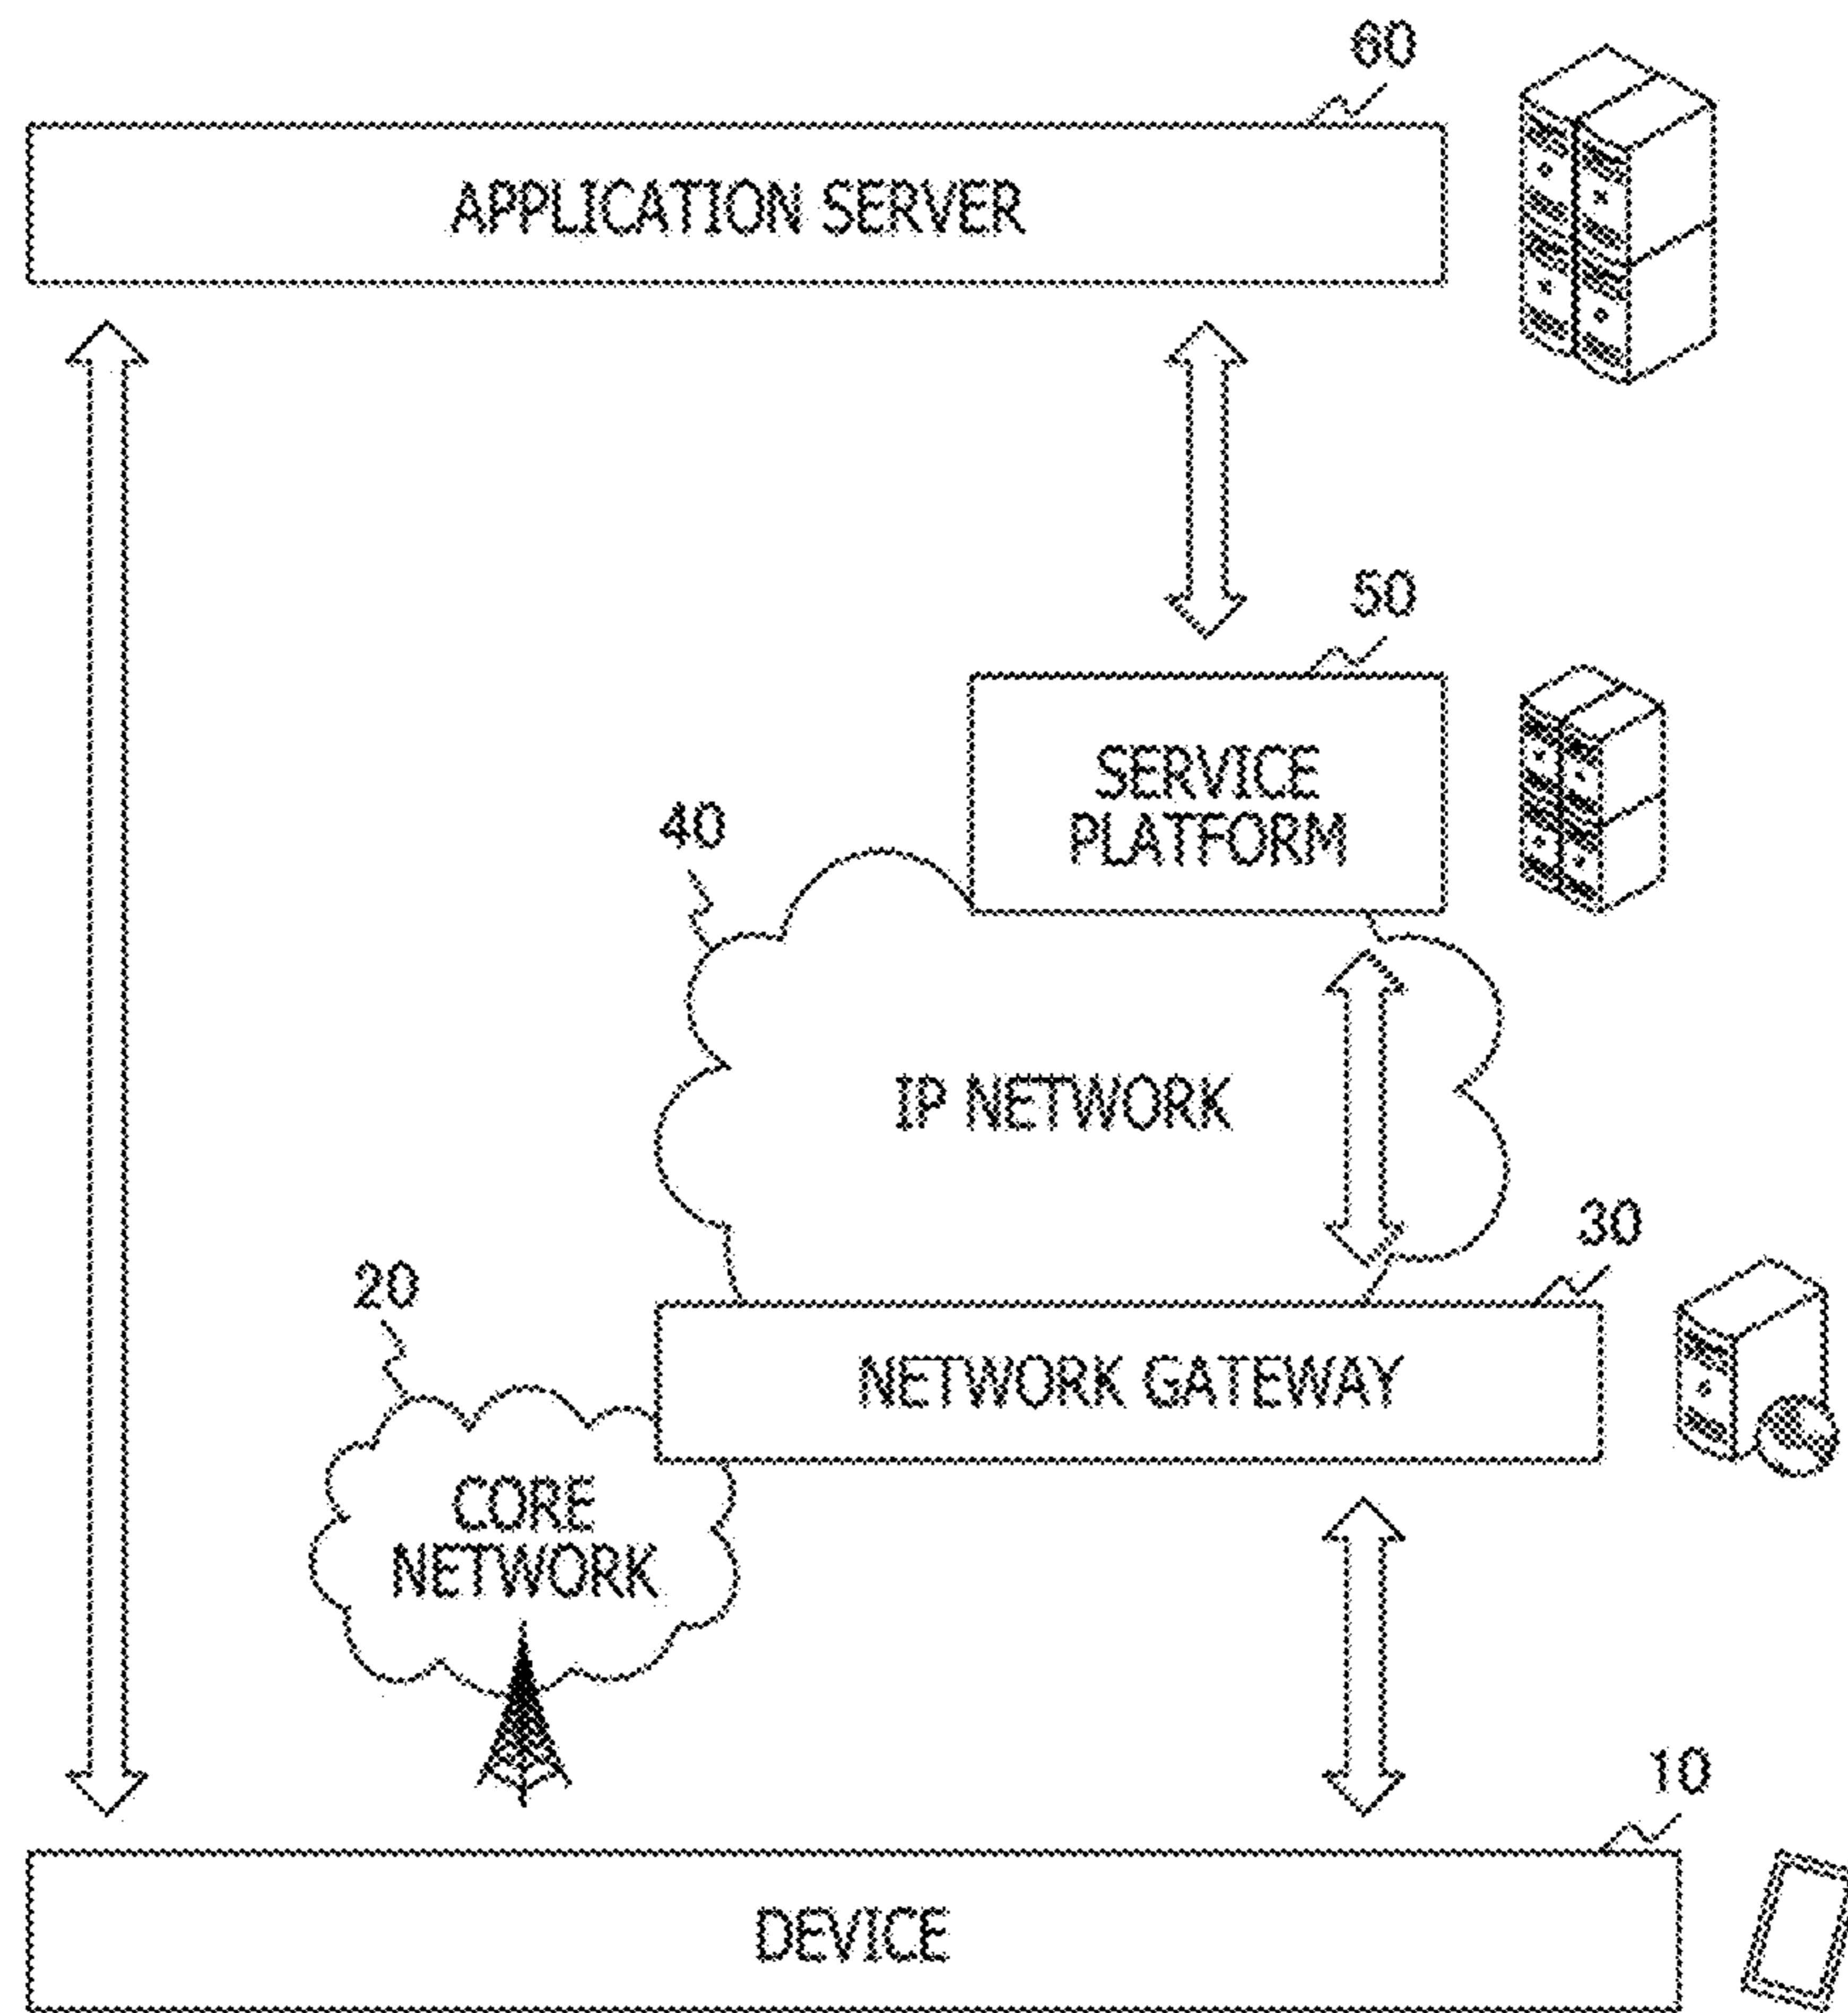 60
APPLICATION SERVER
50
SERVICE
PLATFORM
40
IP NETWORK
30
20
NETWORK GATEWAY
CORE
NETWORK
10
DEVICE